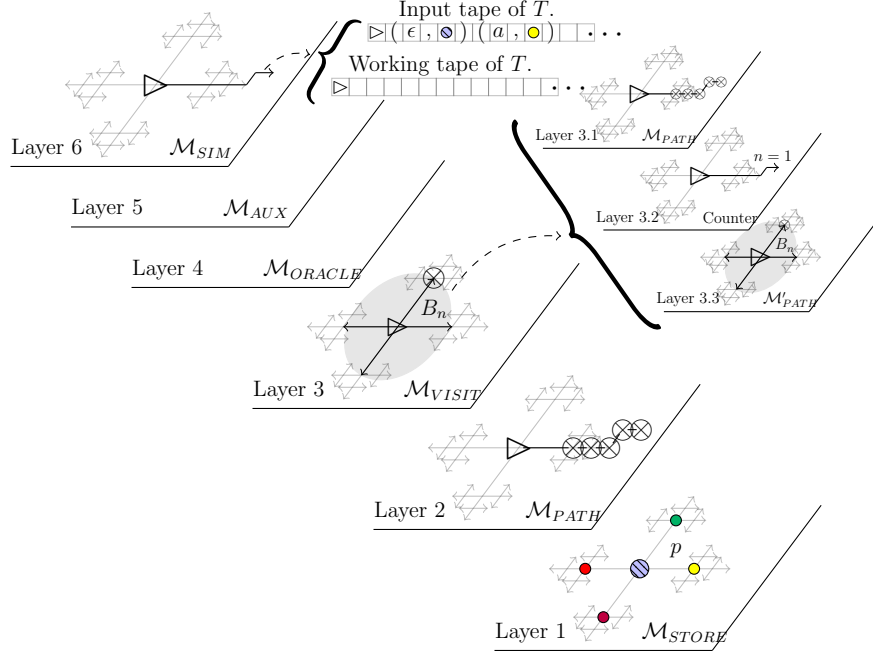 Input tape of T.
( ϵ , ) ( a , ) · · ·
Working tape of T.
· · ·
Layer 6 M_SIM
Layer 3.1 M_PATH
n = 1
Layer 5 M_AUX
Layer 3.2 Counter
Layer 4 M_ORACLE
B_n
Layer 3.3 M′_PATH
B_n
Layer 3 M_VISIT
Layer 2 M_PATH
p
Layer 1 M_STORE